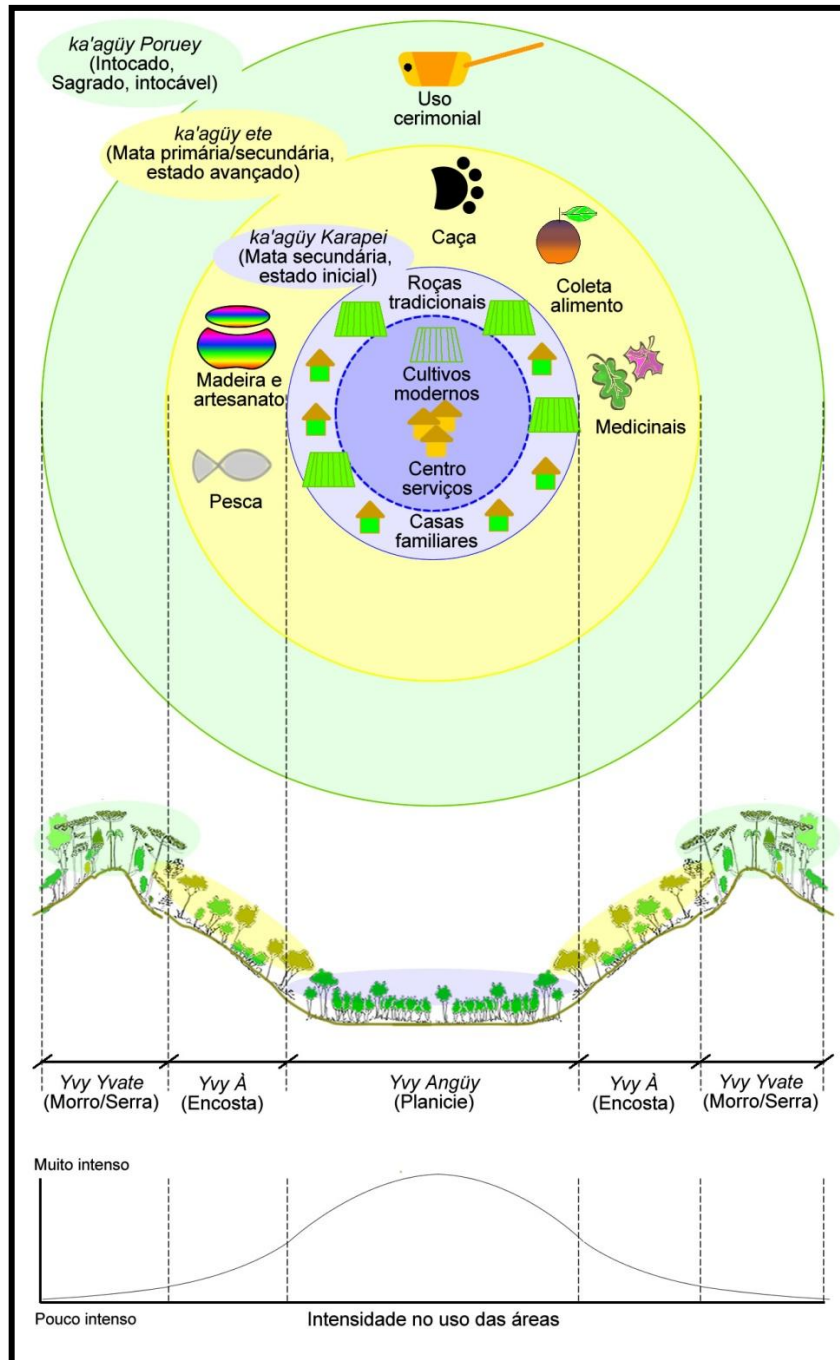 ka'agüy Poruey
(Intocado,
Sagrado, intocável)
Uso
cerimonial
ka'agüy ete
(Mata primária/secundária,
estado avançado)
Caça
ka'agüy Karapei
(Mata secundária,
estado inicial)
Coleta
alimento
Roças
tradicionais
Madeira e
artesanato
Cultivos
modernos
Medicinais
Pesca
Centro
serviços
Casas
familiares
Yvy Yvate
(Morro/Serra)
Yvy À
(Encosta)
Yvy Angüy
(Planicie)
Yvy À
(Encosta)
Yvy Yvate
(Morro/Serra)
Muito intenso
Pouco intenso
Intensidade no uso das áreas